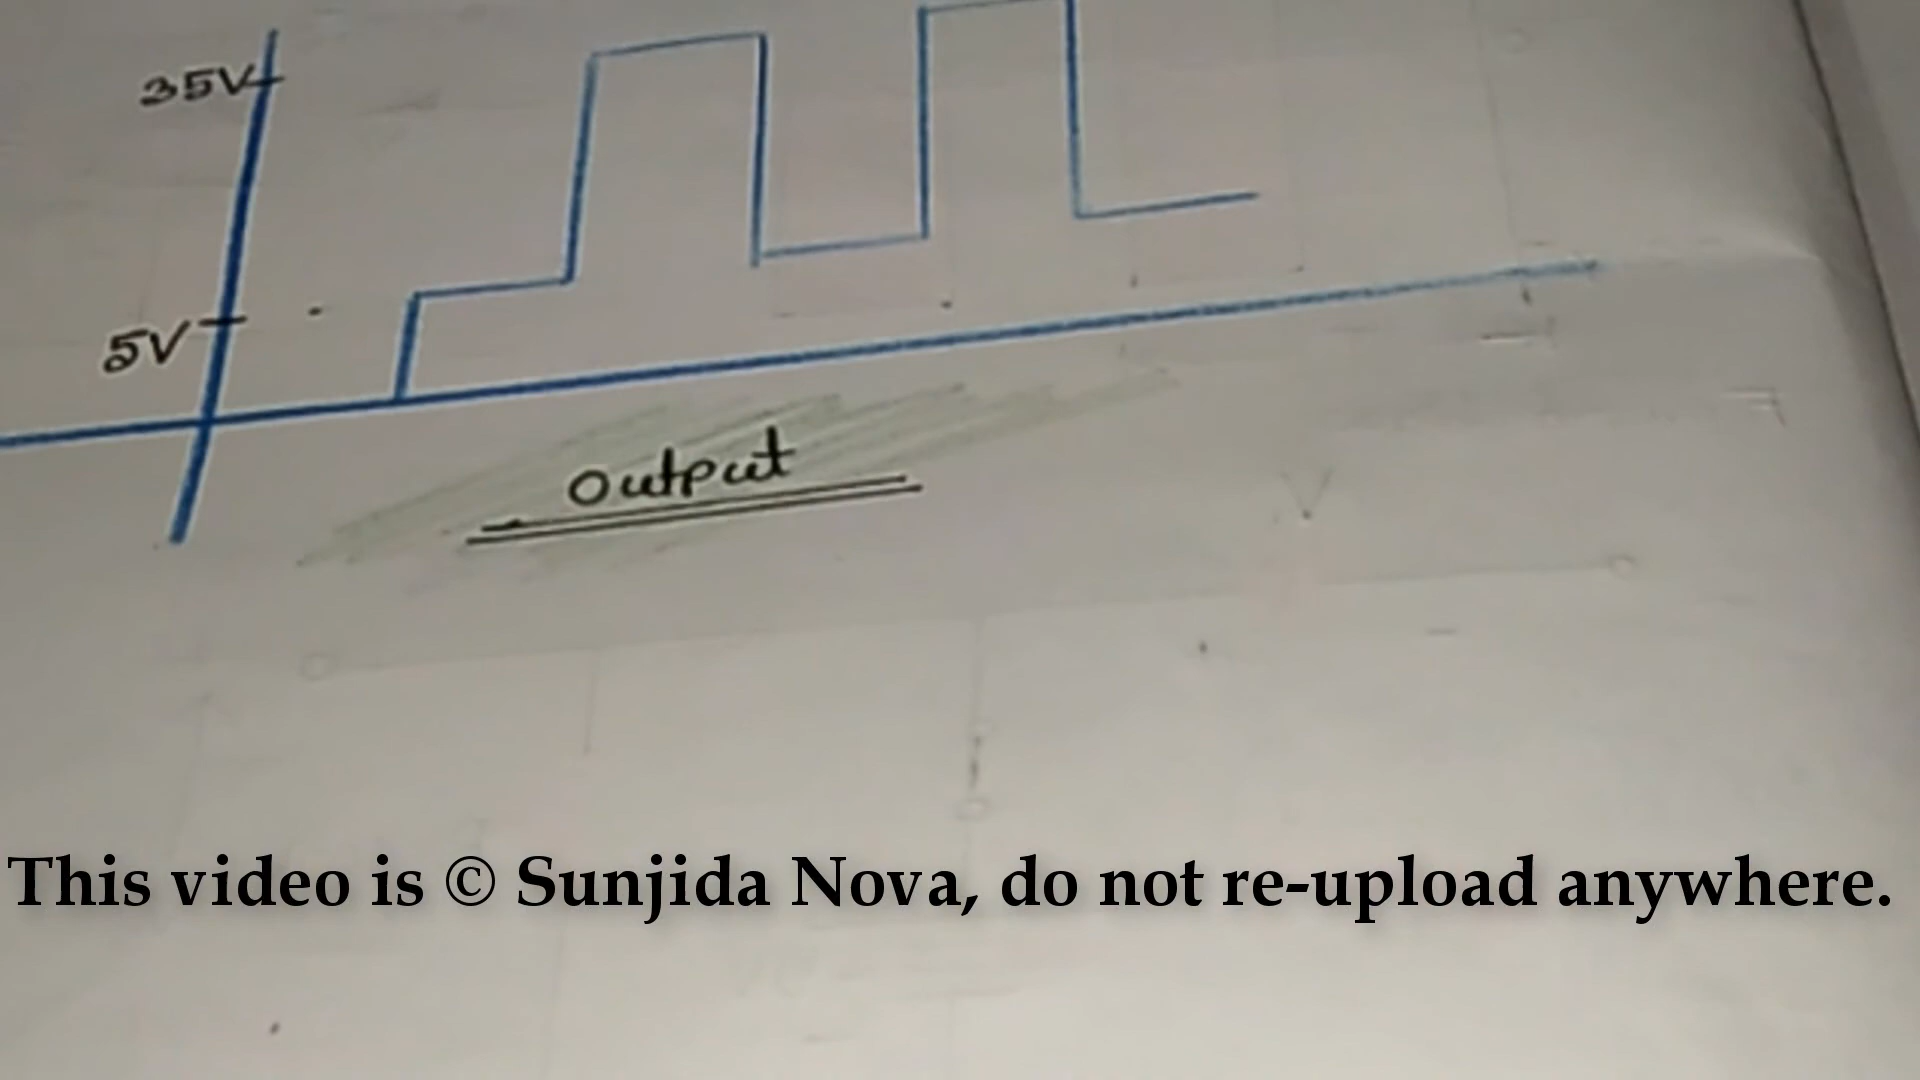 35V
5V
Output
This video is © Sunjida Nova, do not re-upload anywhere.